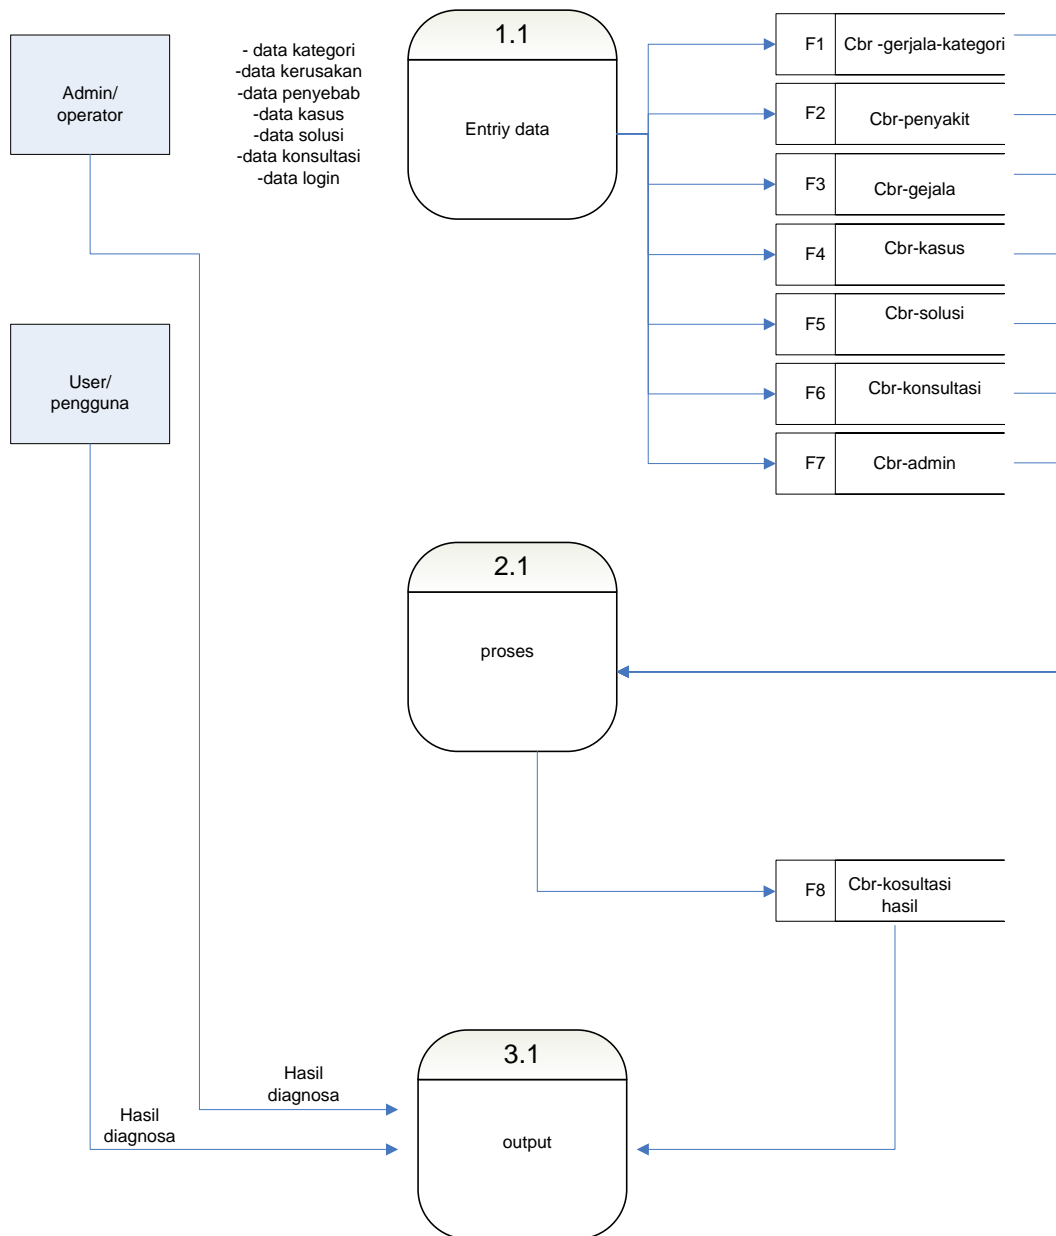 Admin/
operator
- data kategori
-data kerusakan
-data penyebab
-data kasus
-data solusi
-data konsultasi
-data login
1.1
Entriy data
F1
Cbr -gerjala-kategori
F2
Cbr-penyakit
F3
Cbr-gejala
F4
Cbr-kasus
F5
Cbr-solusi
F6
Cbr-konsultasi
F7
Cbr-admin
User/
pengguna
2.1
proses
F8
Cbr-kosultasi
hasil
3.1
output
Hasil
diagnosa
Hasil
diagnosa